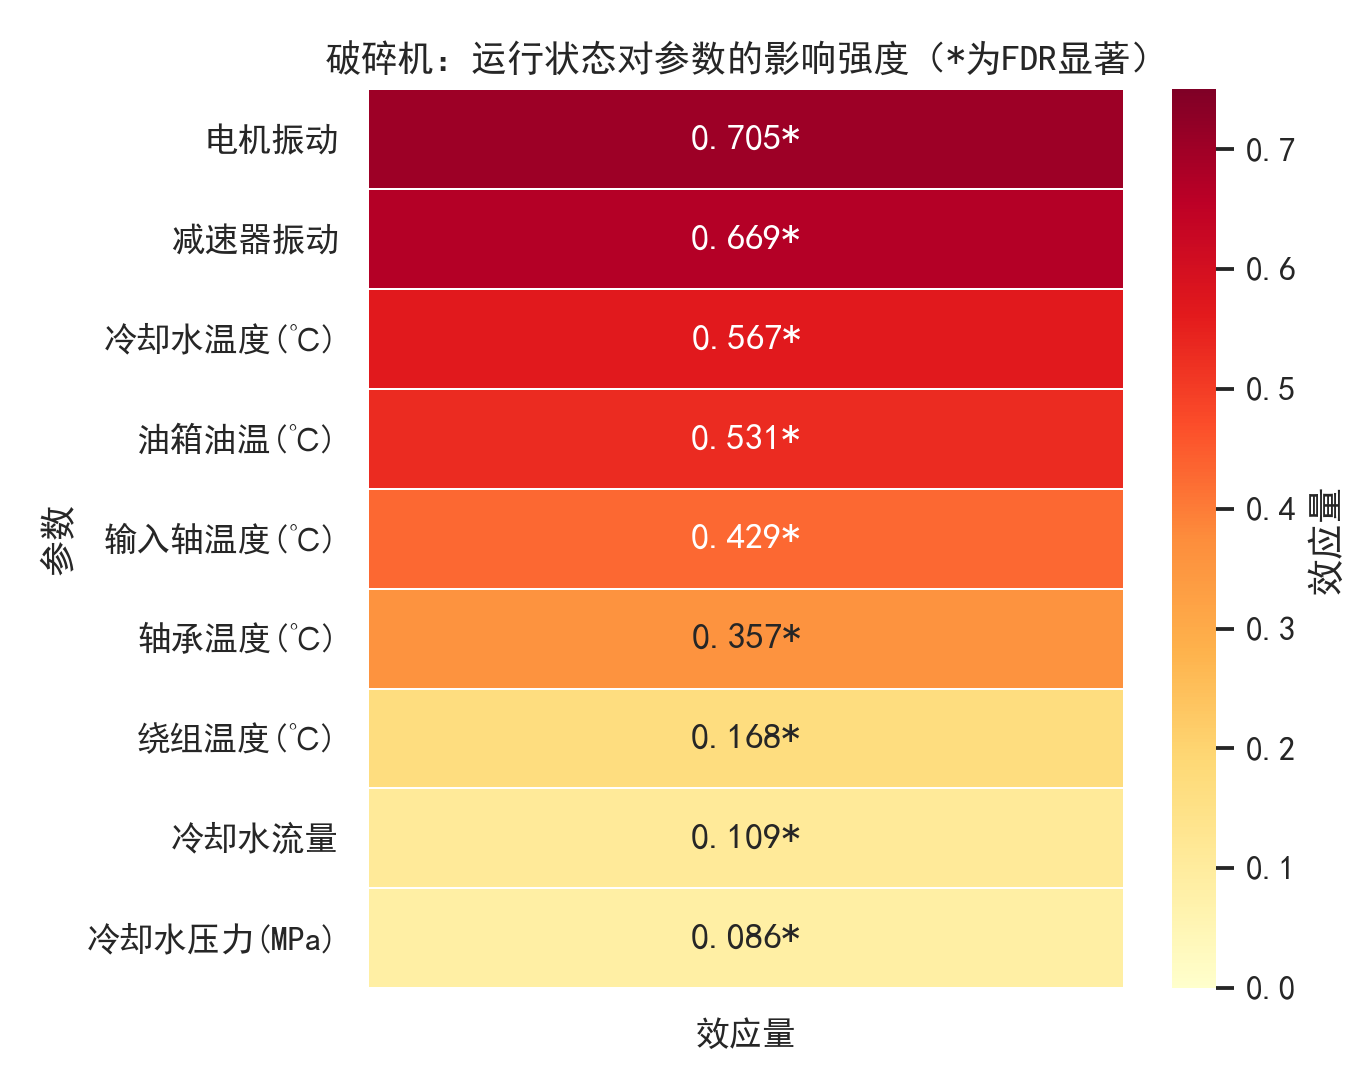 破碎机：运行状态对参数的影响强度（*为FDR显著）
电机振动
0.705*
减速器振动
0.669*
冷却水温度(℃)
0.567*
油箱油温(℃)
0.531*
输入轴温度(℃)
0.429*
轴承温度(℃)
0.357*
绕组温度(℃)
0.168*
冷却水流量
0.109*
冷却水压力(MPa)
0.086*
参数
效应量
0.7
0.6
0.5
0.4
0.3
0.2
0.1
0.0
效应量